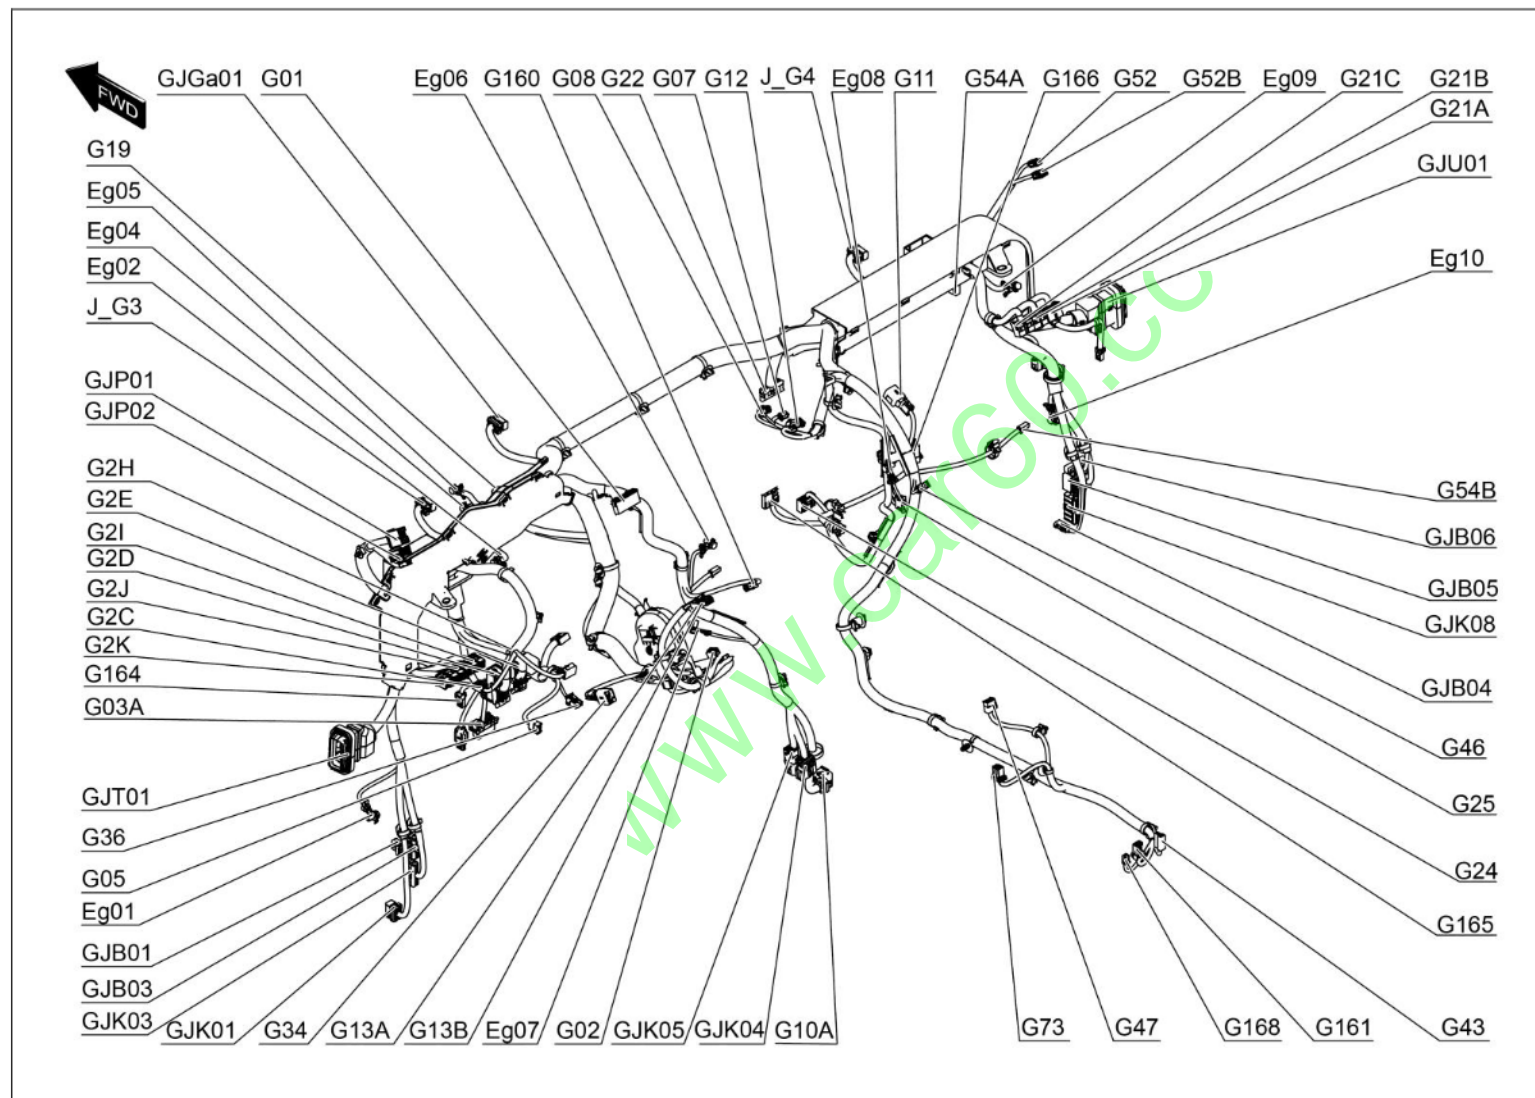 FWD
GJGa01 G01 Eg06 G160 G08 G22 G07 G12 J_G4 Eg08 G11 G54A G166 G52 G52B Eg09 G21C G21B
G21A
G19
GJU01
Eg05
Eg04
Eg02
Eg10
J_G3
GJP01
GJP02
G2H
G2E
G54B
G2I
GJB06
G2D
G2J
GJB05
G2C
GJK08
G2K
G164
GJB04
G03A
G46
GJT01
G25
G36
G05
G24
Eg01
G165
GJB01
GJB03
GJK03
GJK01 G34 G13A G13B Eg07 G02 GJK05 GJK04 G10A G73 G47 G168 G161 G43
www.car60.cc